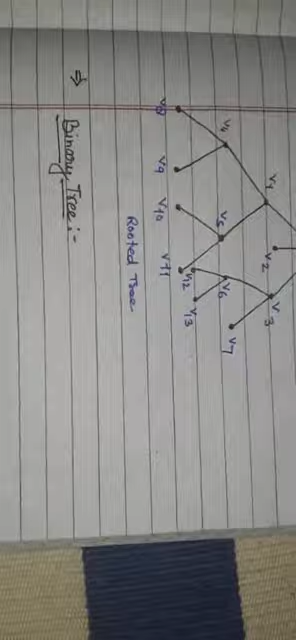 v1 v2 v3
v4 v5 v6 v7
v8 v9 v10 v11 v12 v13
Rooted Tree
⇒ Binary Tree :-